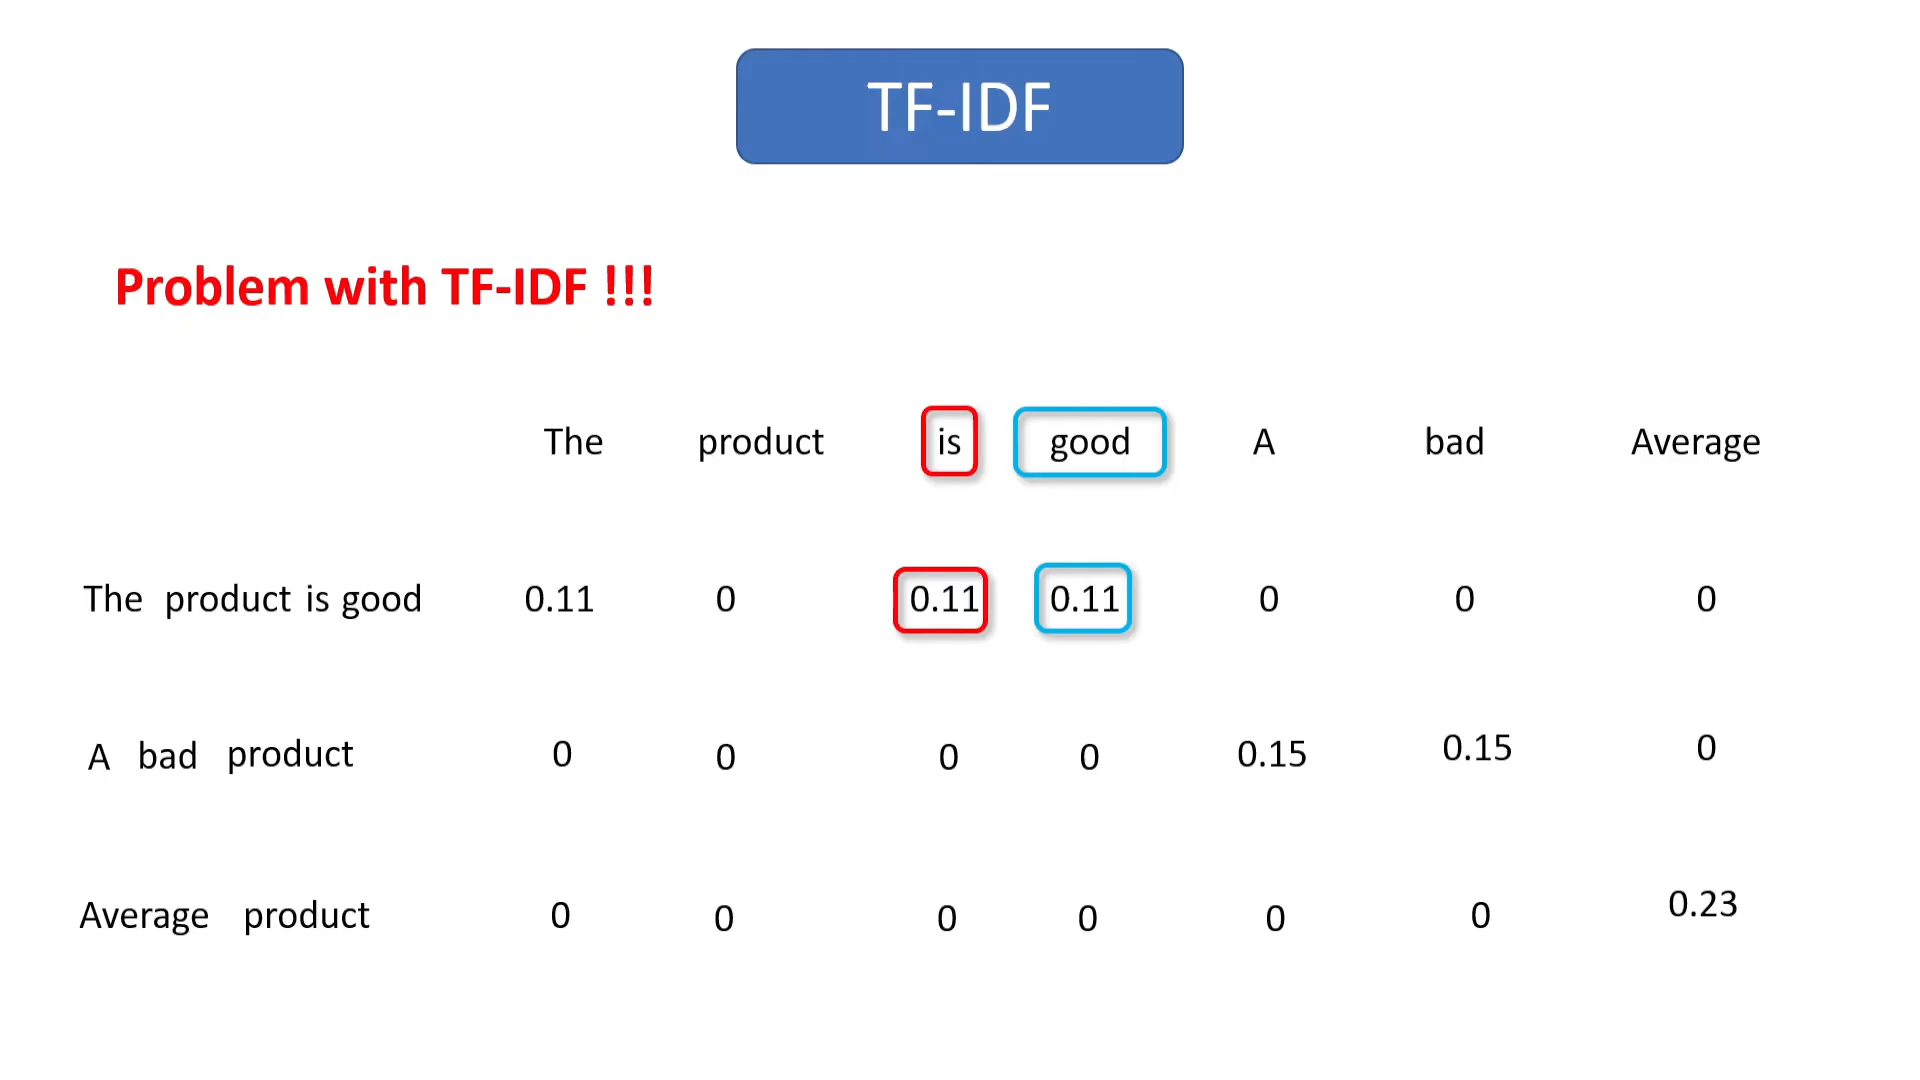 TF-IDF
Problem with TF-IDF !!!
The product is good A bad Average
The product is good 0.11 0 0.11 0.11 0 0 0
A bad product 0 0 0 0 0.15 0.15 0
Average product 0 0 0 0 0 0 0.23